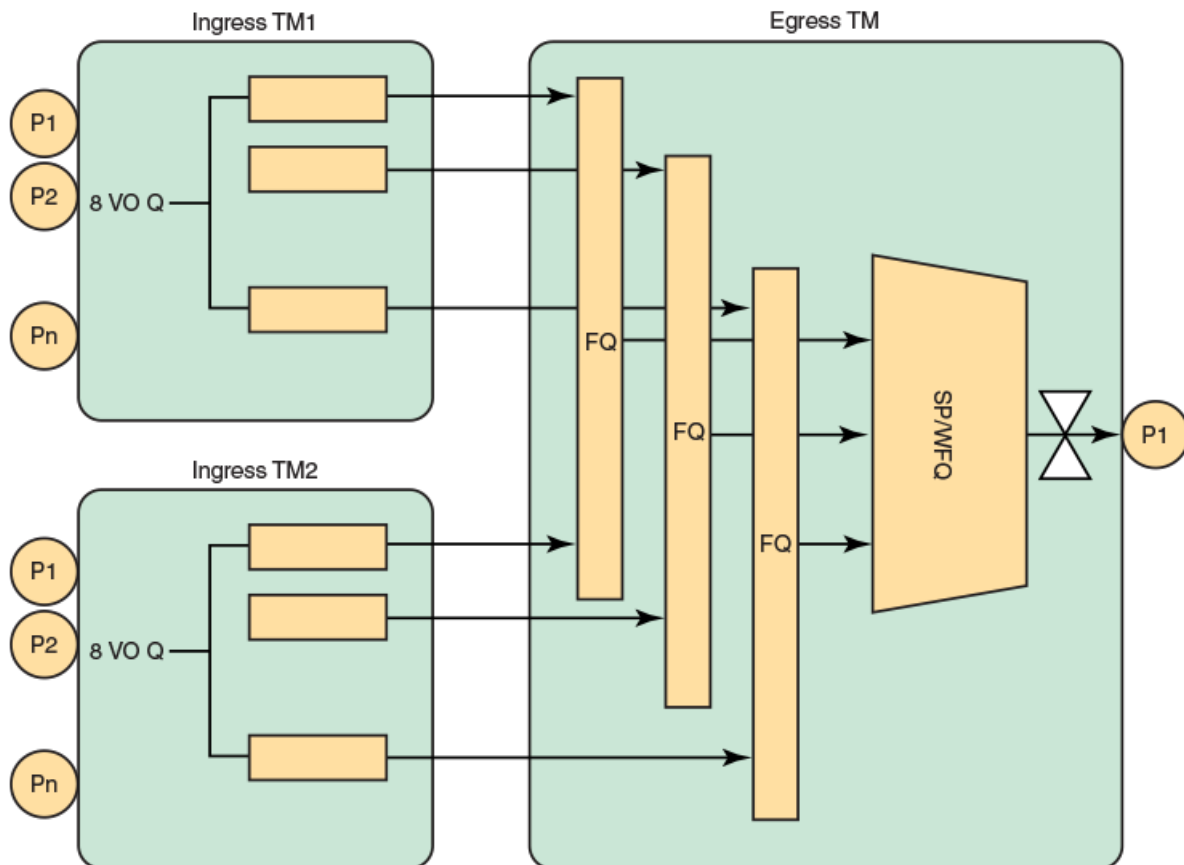 Ingress TM1
Egress TM
P1
P2
8 VO Q
Pn
FQ
FQ
FQ
SP/WFQ
P1
Ingress TM2
P1
P2
8 VO Q
Pn